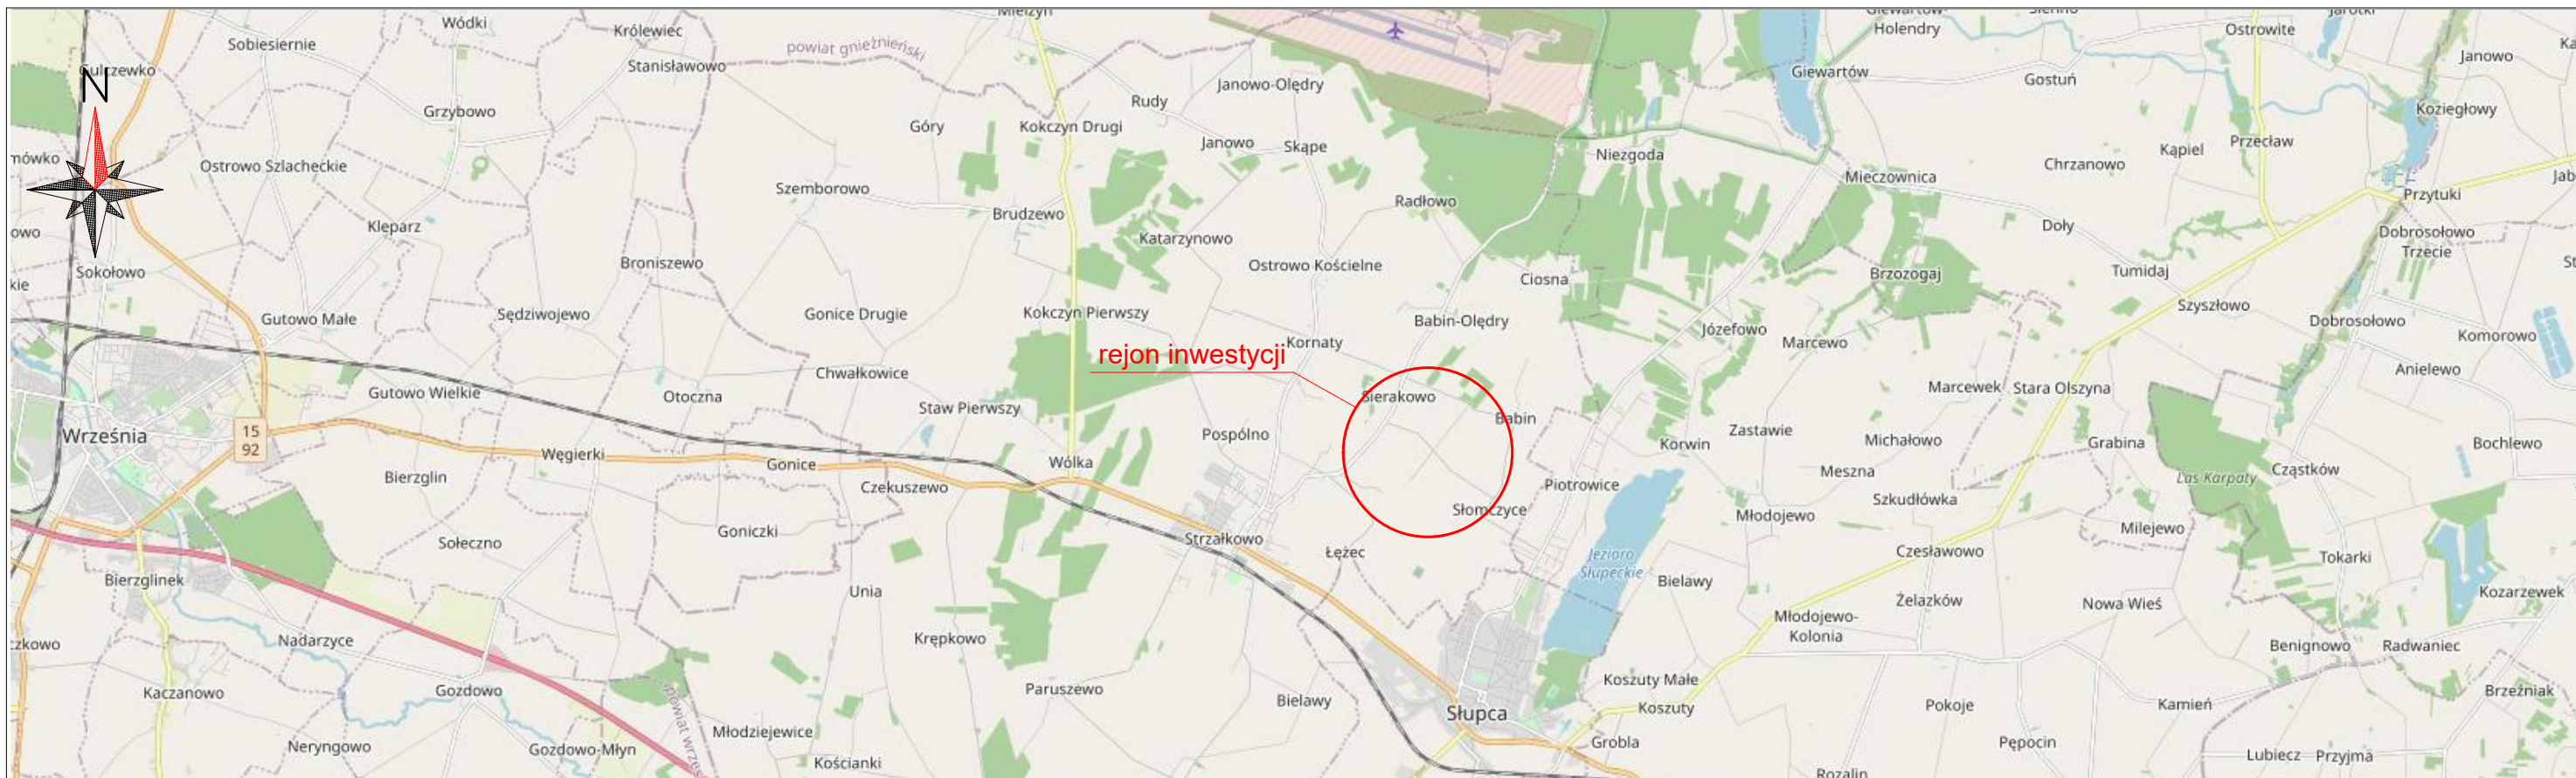 Mielżyn
Wódki
Królewiec
Sobiesiernie
powiat gnieźnieński
Holendry
Ostrowite
Janowo
Stanisławowo
Gulczewko
N
Giewartów
Gostuń
Janowo-Olędry
Rudy
Grzybowo
Koziegłowy
Góry
Kokczyn Drugi
Janowo
Skąpe
Niezgoda
Przecław
Kąpiel
Chrzanowo
Ostrowo Szlacheckie
Szemborowo
Mieczownica
Przytuki
Radłowo
Brudzewo
Kleparz
Doły
Dobrosołowo
Trzecie
Katarzynowo
Broniszewo
Ostrowo Kościelne
Sokołowo
Ciosna
Brzozogaj
Tumidaj
Szyszłowo
Gutowo Małe
Sędziwojewo
Gonice Drugie
Kokczyn Pierwszy
Babin-Olędry
Józefowo
Dobrosołowo
Komorowo
Kornaty
Marcewo
rejon inwestycji
Chwałkowice
Anielewo
Gutowo Wielkie
Otoczna
Sierakowo
Marcewek
Stara Olszyna
Staw Pierwszy
Babin
Września
15
92
Pospólno
Zastawie
Korwin
Michałowo
Grabina
Bochlewo
Węgierki
Gonice
Wólka
Meszna
Las Karpaty
Cząstków
Bierzglin
Czekuszewo
Piotrowice
Szkudłówka
Słomczyce
Młodojewo
Milejewo
Goniczki
Sołeczno
Strzałkowo
Łężec
Jezioro
Słupeckie
Czesławowo
Tokarki
Bierzglinek
Bielawy
Unia
Kozarzewek
Żelazków
Nowa Wieś
Młodojewo-
Kolonia
Nadarzyce
Krępkowo
Benignowo
Radwaniec
Kaczanowo
Gozdowo
Paruszewo
Bielawy
Koszuty Małe
Brzeźniak
Koszuty
Pokoje
Kamień
Słupca
Młodziejewice
Neryngowo
Gozdowo-Młyn
Grobla
Pępocin
Lubiecz
Przyjma
Kościanki
Rozalin